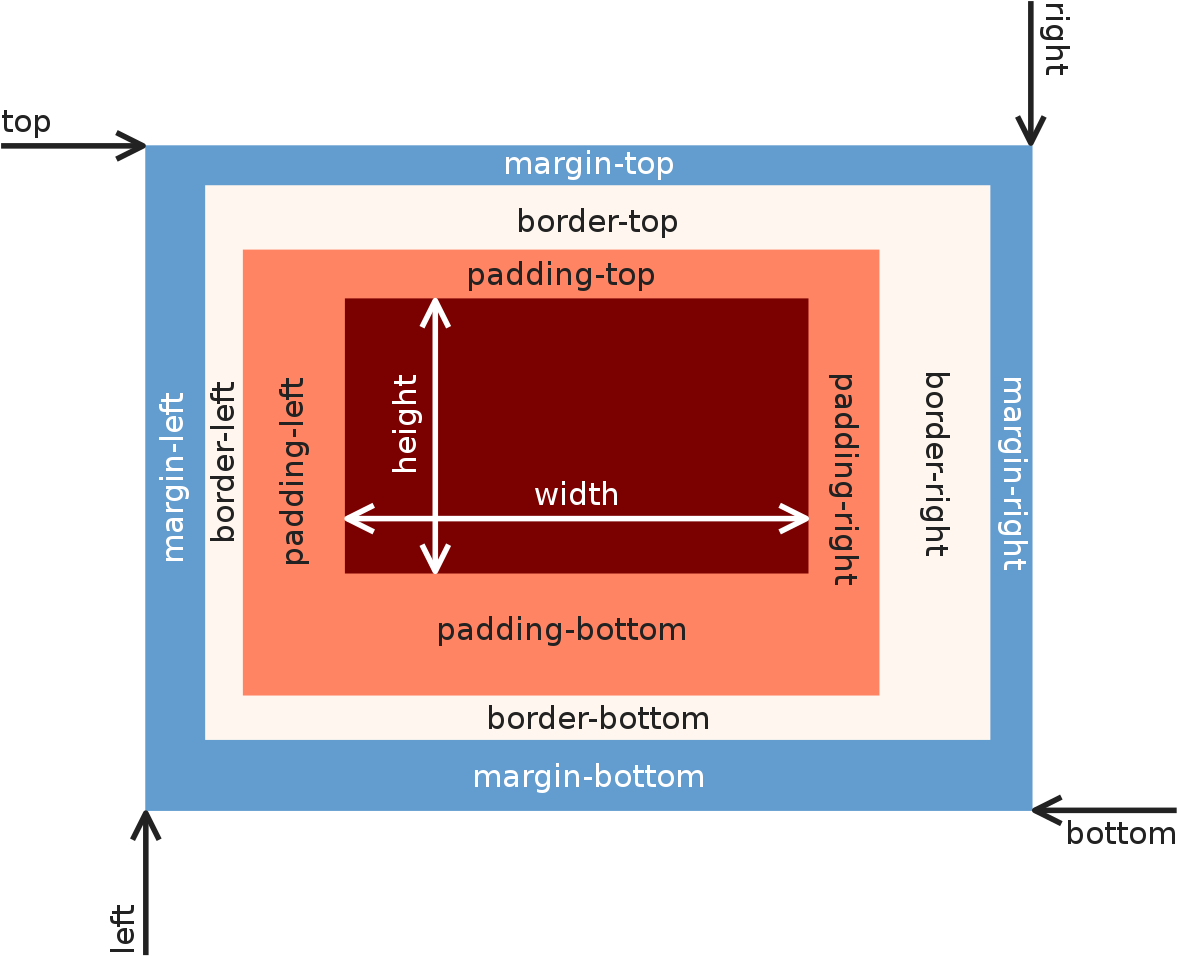 right
top
margin-top
border-top
padding-top
margin-left
border-left
padding-left
height
width
padding-right
border-right
margin-right
padding-bottom
border-bottom
margin-bottom
bottom
left